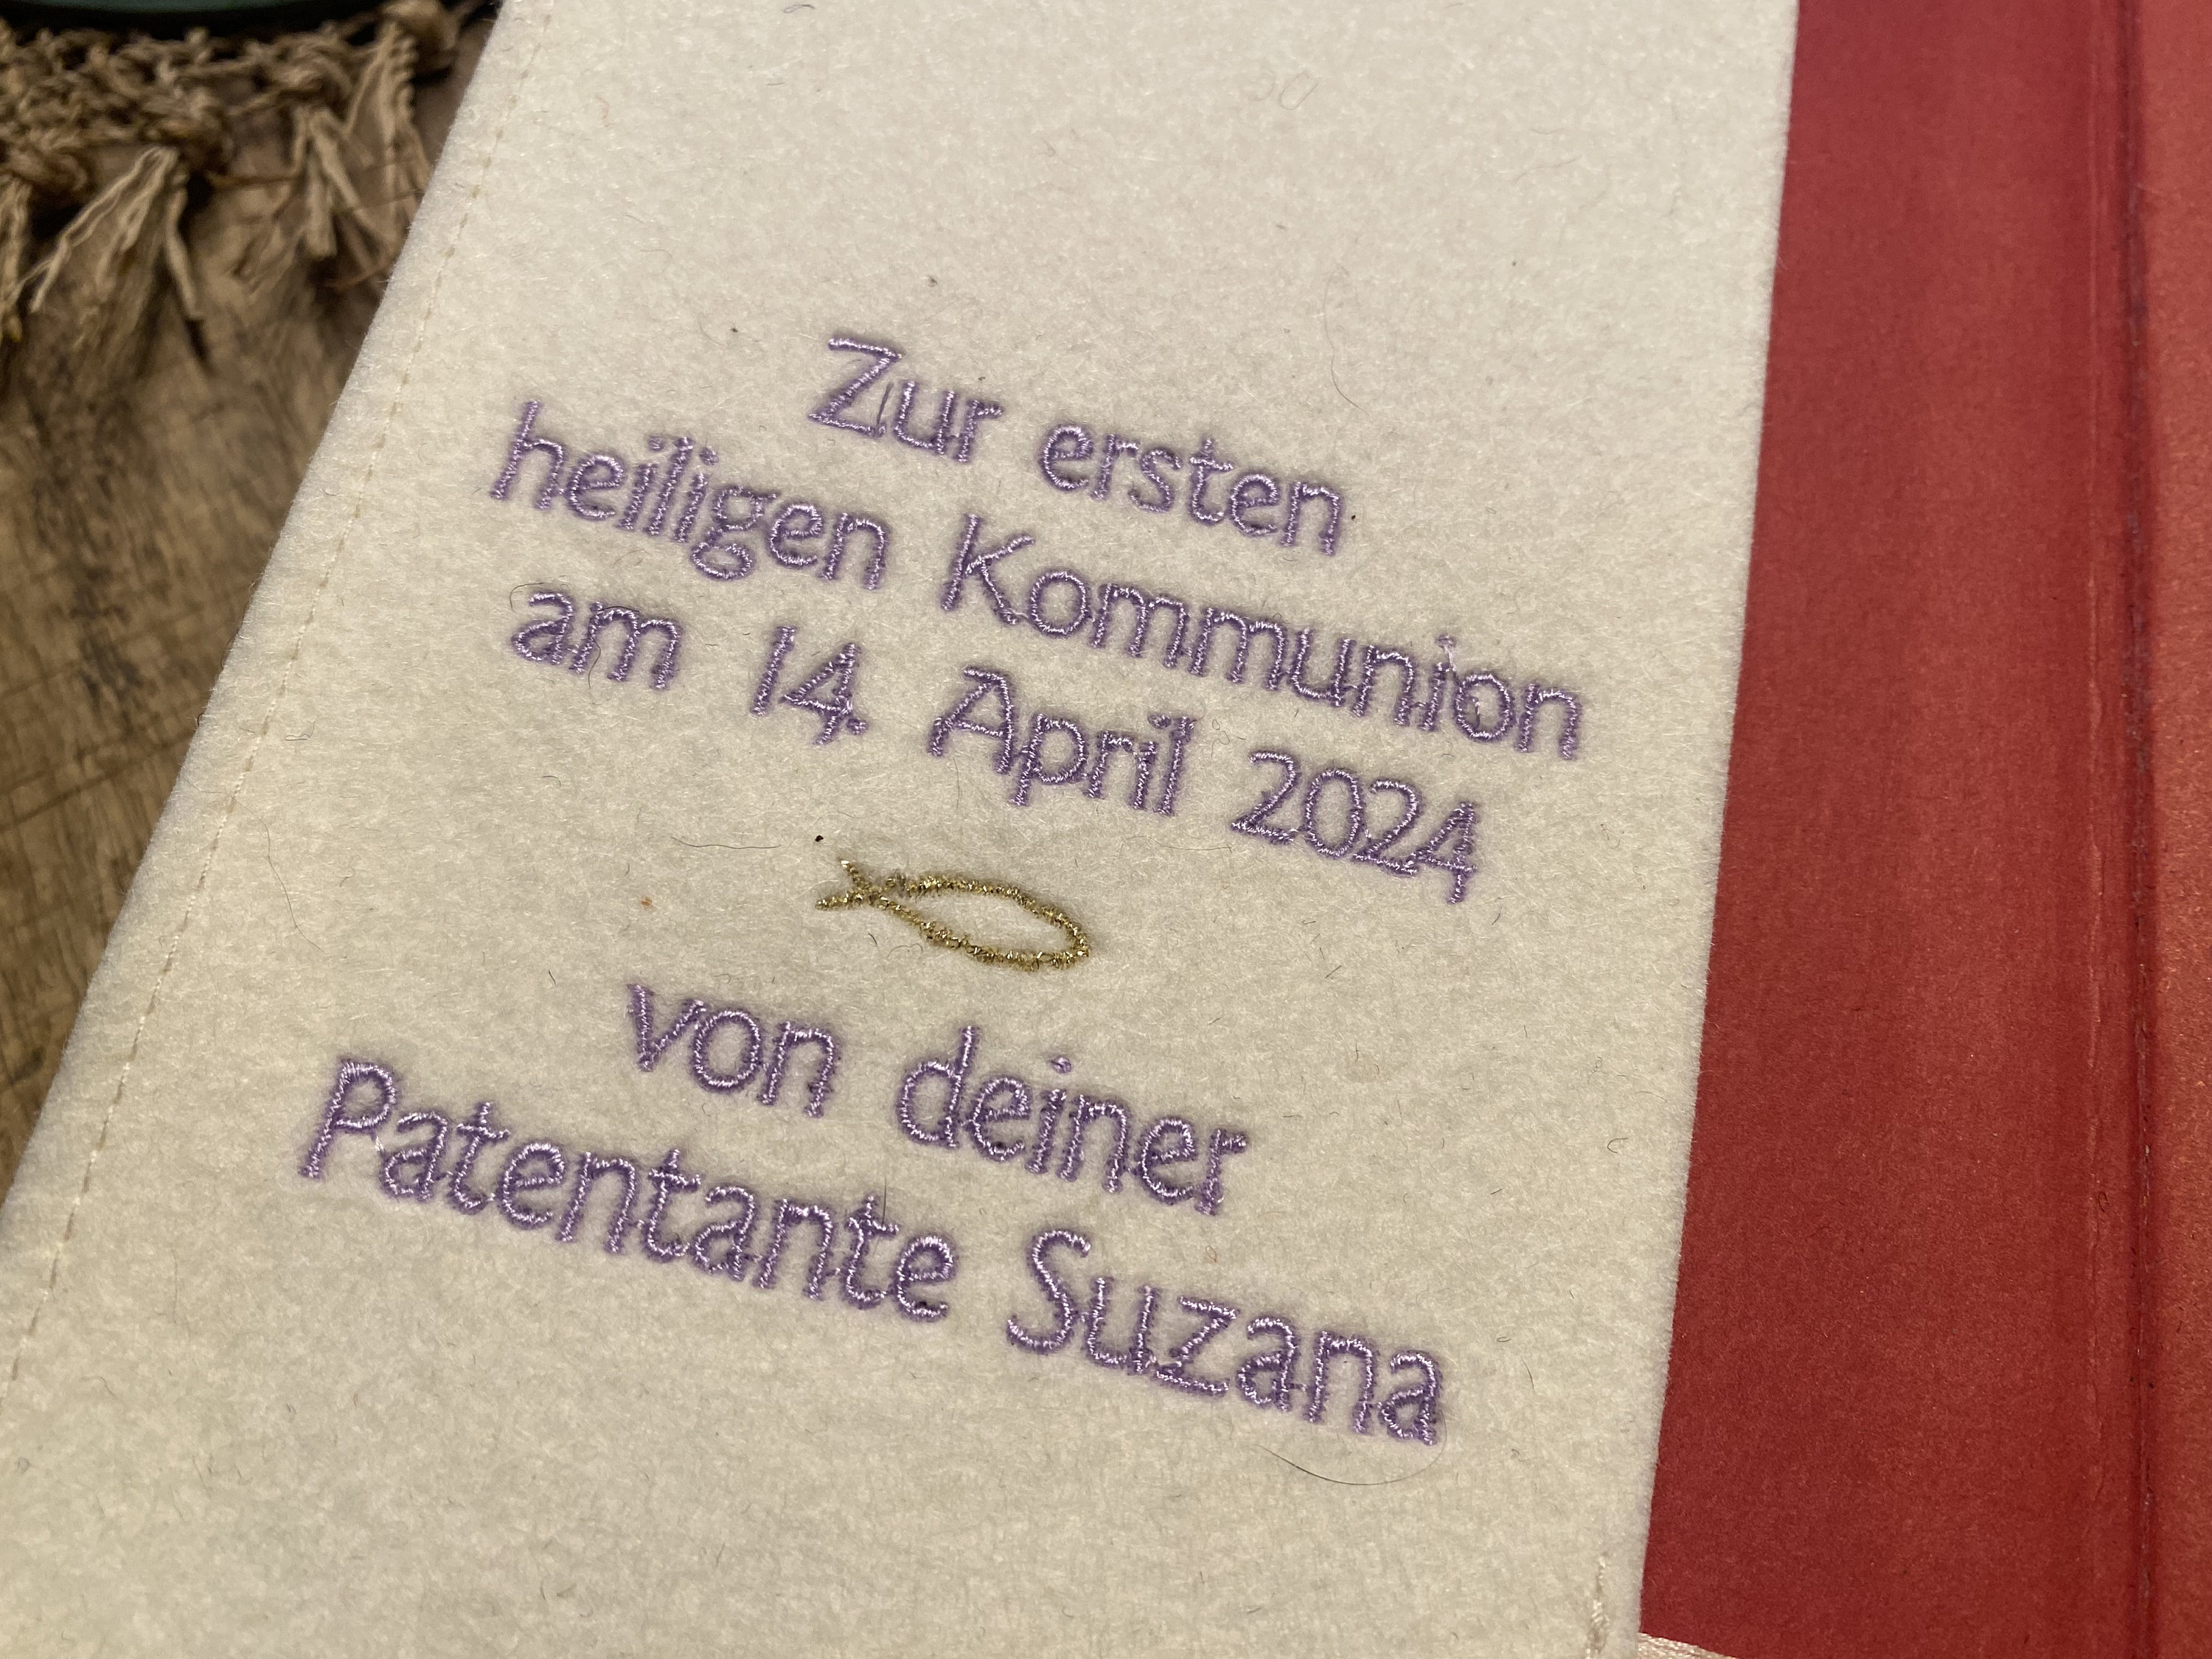 Zur ersten
heiligen Kommunion
am 14. April 2024
von deiner
Patentante Suzana